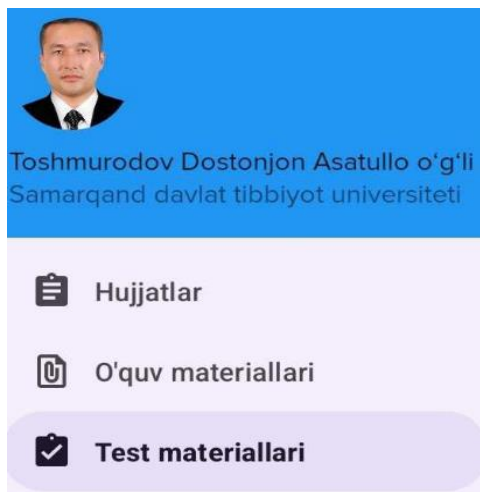 Toshmurodov Dostonjon Asatullo o‘g‘li
Samarqand davlat tibbiyot universiteti
Hujjatlar
O'quv materiallari
Test materiallari